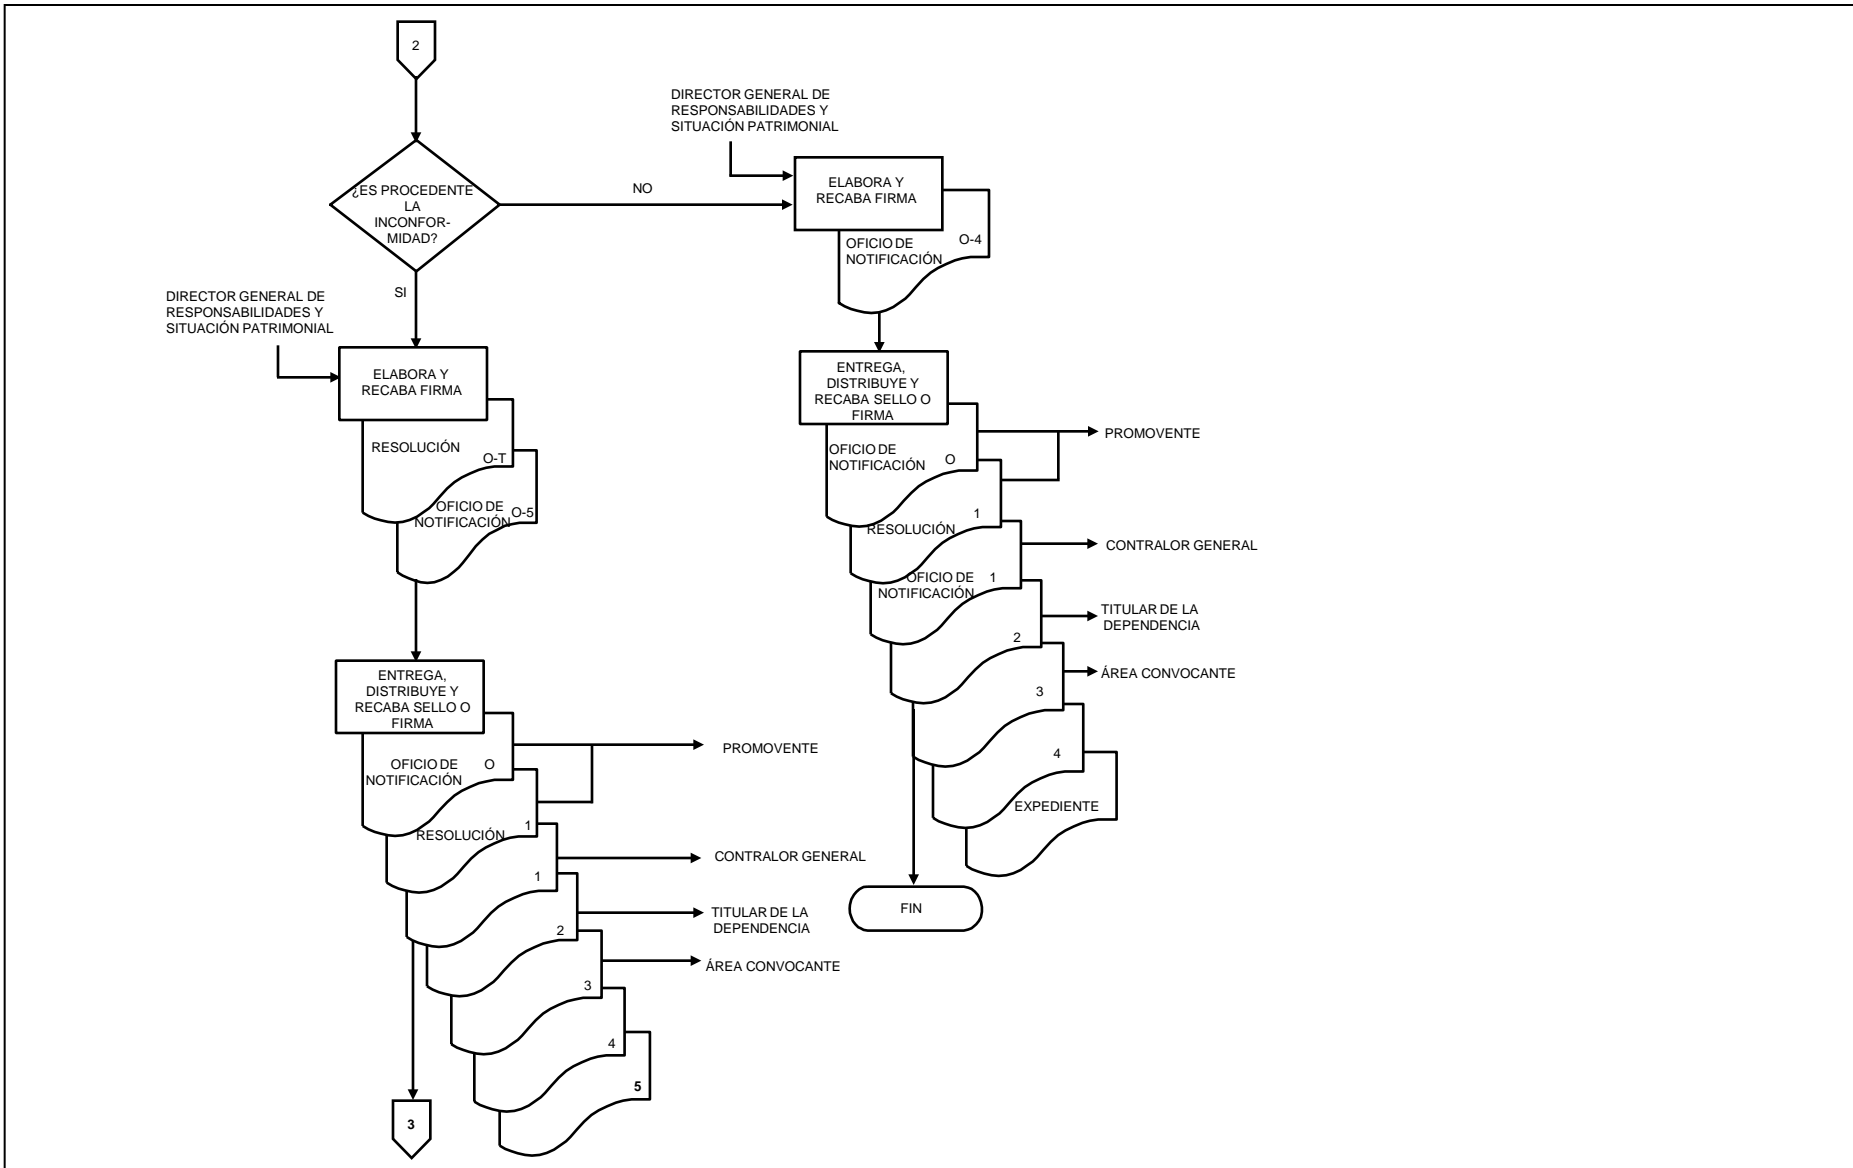 2
¿ES PROCEDENTE
LA
INCONFOR-
MIDAD?
NO
SI
DIRECTOR GENERAL DE
RESPONSABILIDADES Y
SITUACIÓN PATRIMONIAL
ELABORA Y
RECABA FIRMA
OFICIO DE
NOTIFICACIÓN
O-4
ENTREGA,
DISTRIBUYE Y
RECABA SELLO O
FIRMA
OFICIO DE
NOTIFICACIÓN
O
PROMOVENTE
RESOLUCIÓN
1
OFICIO DE
NOTIFICACIÓN
1
CONTRALOR GENERAL
2
TITULAR DE LA
DEPENDENCIA
3
ÁREA CONVOCANTE
4
EXPEDIENTE
FIN
DIRECTOR GENERAL DE
RESPONSABILIDADES Y
SITUACIÓN PATRIMONIAL
ELABORA Y
RECABA FIRMA
RESOLUCIÓN
O-T
OFICIO DE
NOTIFICACIÓN
O-5
ENTREGA,
DISTRIBUYE Y
RECABA SELLO O
FIRMA
OFICIO DE
NOTIFICACIÓN
O
PROMOVENTE
RESOLUCIÓN
1
1
CONTRALOR GENERAL
2
TITULAR DE LA
DEPENDENCIA
3
ÁREA CONVOCANTE
4
5
3